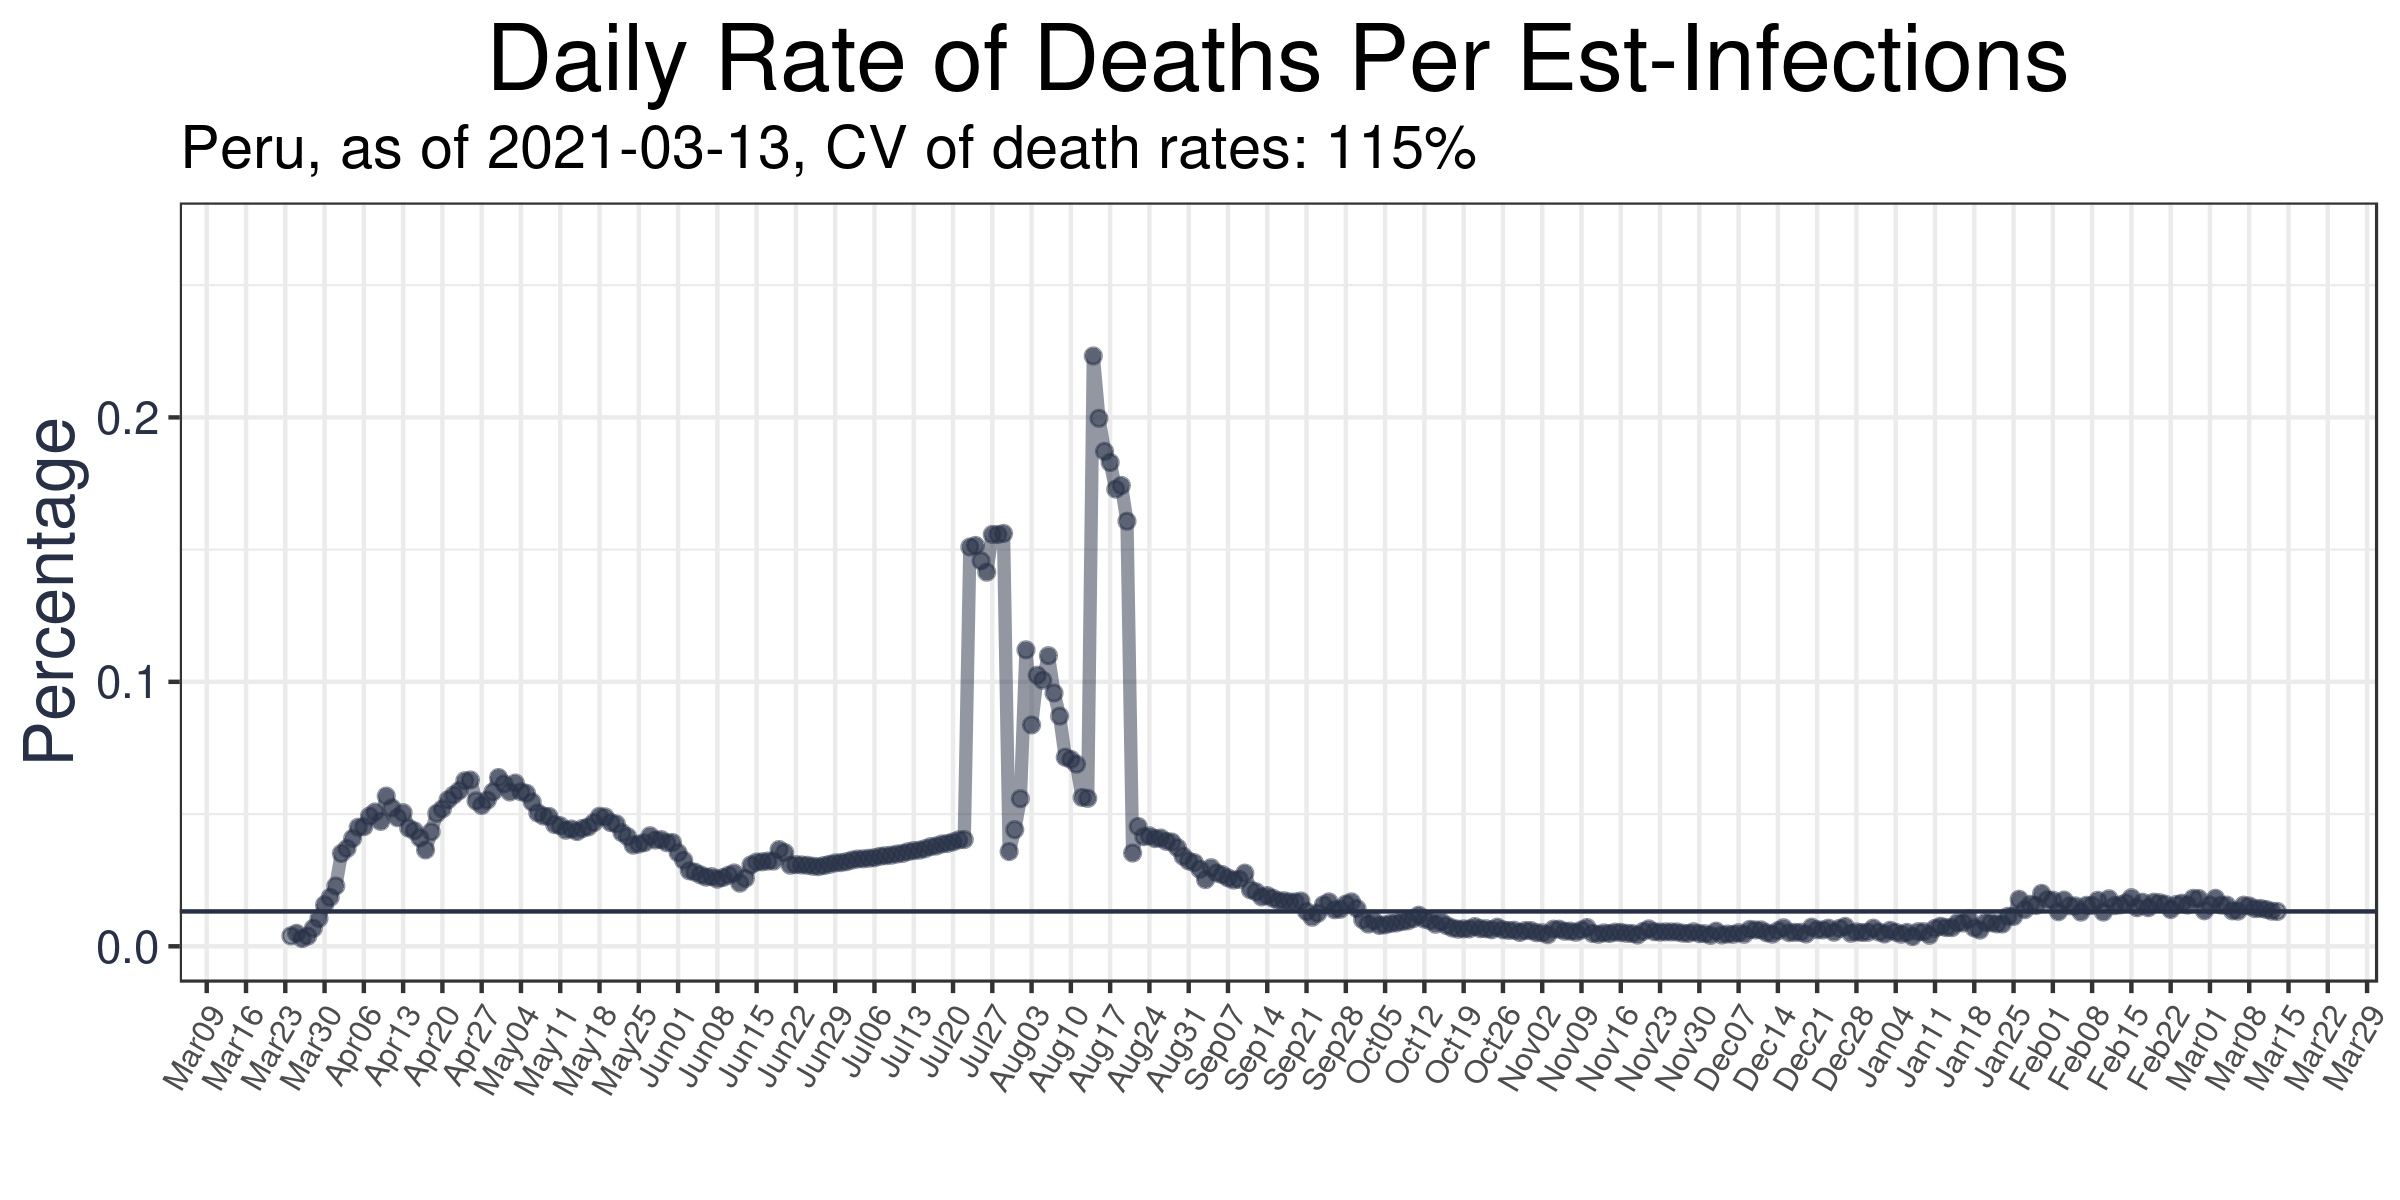 Daily Rate of Deaths Per Est-Infections
Peru, as of 2021-03-13, CV of death rates: 115%
Percentage
0.2
0.1
0.0
Mar09
Mar16
Mar23
Mar30
Apr06
Apr13
Apr20
Apr27
May04
May11
May18
May25
Jun01
Jun08
Jun15
Jun22
Jun29
Jul06
Jul13
Jul20
Jul27
Aug03
Aug10
Aug17
Aug24
Aug31
Sep07
Sep14
Sep21
Sep28
Oct05
Oct12
Oct19
Oct26
Nov02
Nov09
Nov16
Nov23
Nov30
Dec07
Dec14
Dec21
Dec28
Jan04
Jan11
Jan18
Jan25
Feb01
Feb08
Feb15
Feb22
Mar01
Mar08
Mar15
Mar22
Mar29